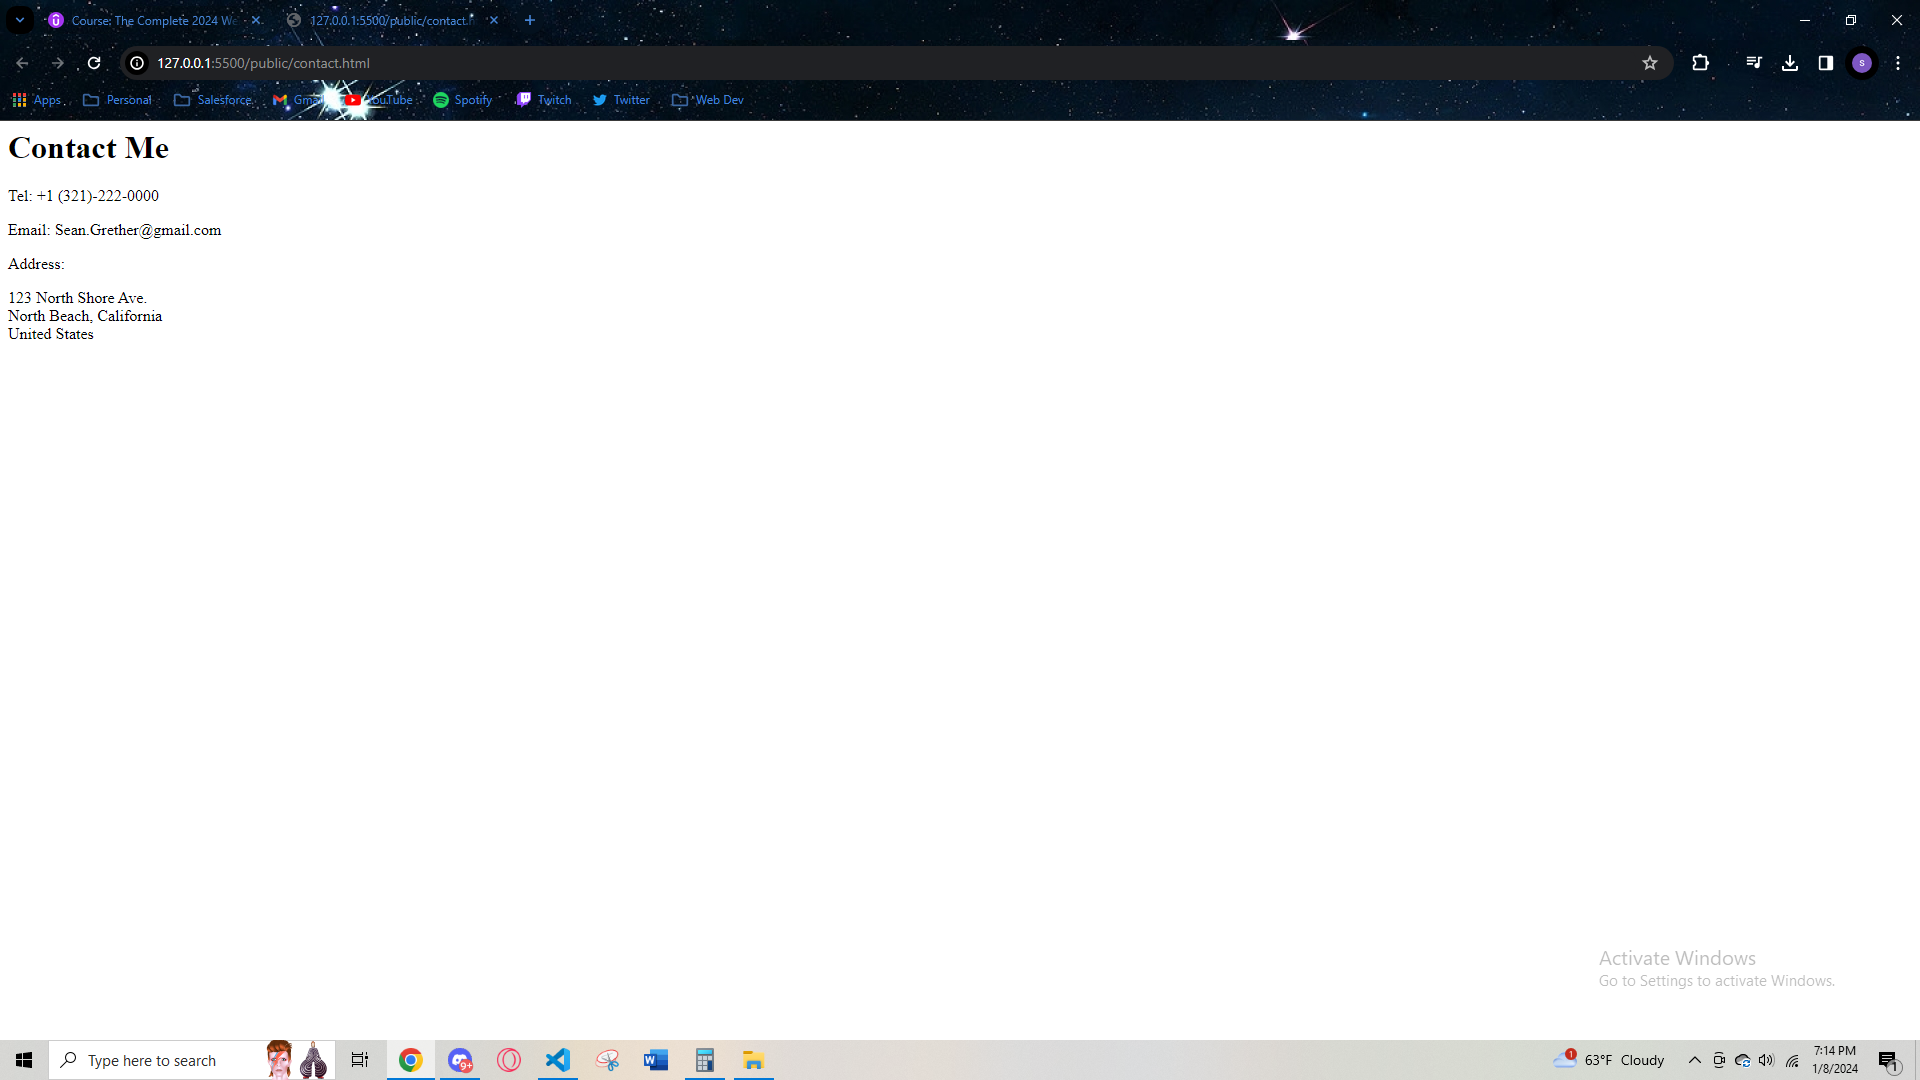 Course: The Complete 2024 We
127.0.0.1:5500/public/contact.h
127.0.0.1:5500/public/contact.html
S
Apps
Personal
Salesforce
Gmail
YouTube
Spotify
Twitch
Twitter
Web Dev
Contact Me
Tel: +1 (321)-222-0000
Email: Sean.Grether@gmail.com
Address:
123 North Shore Ave.
North Beach, California
United States
Activate Windows
Go to Settings to activate Windows.
Type here to search
9+
1
63°F Cloudy
7:14 PM
1/8/2024
1